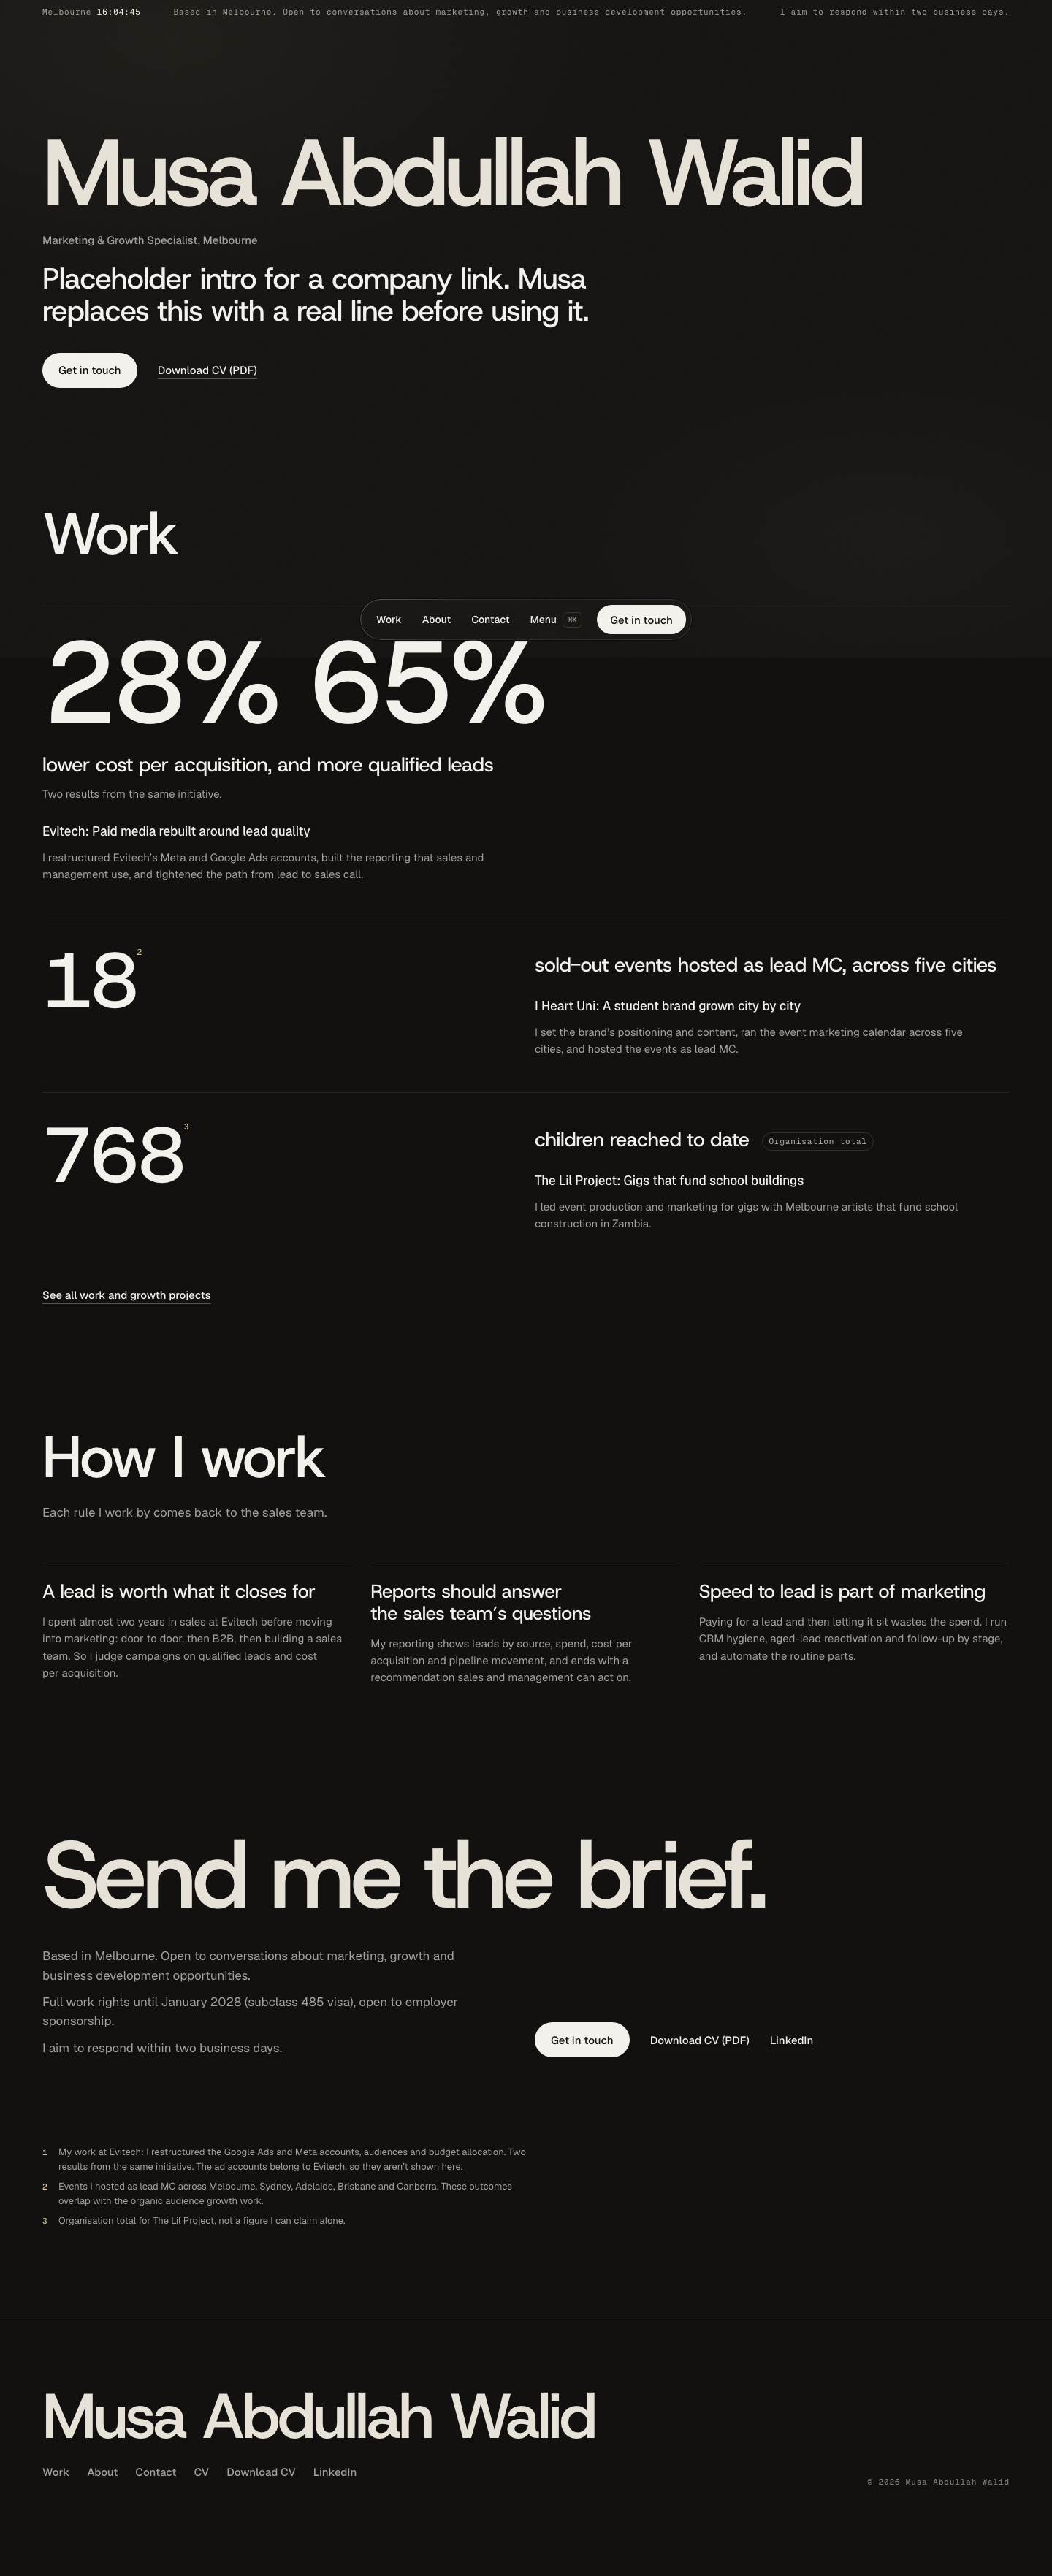 Melbourne 16:04:45 Based in Melbourne. Open to conversations about marketing, growth and business development opportunities. I aim to respond within two business days.
Musa Abdullah Walid
Marketing & Growth Specialist, Melbourne
Placeholder intro for a company link. Musa
replaces this with a real line before using it.
Get in touch Download CV (PDF)
Work
Work About Contact Menu ⌘K Get in touch
28% 65%
lower cost per acquisition, and more qualified leads
Two results from the same initiative.
Evitech: Paid media rebuilt around lead quality
I restructured Evitech’s Meta and Google Ads accounts, built the reporting that sales and
management use, and tightened the path from lead to sales call.
18 2
sold-out events hosted as lead MC, across five cities
I Heart Uni: A student brand grown city by city
I set the brand’s positioning and content, ran the event marketing calendar across five
cities, and hosted the events as lead MC.
768 3
children reached to date Organisation total
The Lil Project: Gigs that fund school buildings
I led event production and marketing for gigs with Melbourne artists that fund school
construction in Zambia.
See all work and growth projects
How I work
Each rule I work by comes back to the sales team.
A lead is worth what it closes for
I spent almost two years in sales at Evitech before moving
into marketing: door to door, then B2B, then building a sales
team. So I judge campaigns on qualified leads and cost
per acquisition.
Reports should answer
the sales team’s questions
My reporting shows leads by source, spend, cost per
acquisition and pipeline movement, and ends with a
recommendation sales and management can act on.
Speed to lead is part of marketing
Paying for a lead and then letting it sit wastes the spend. I run
CRM hygiene, aged-lead reactivation and follow-up by stage,
and automate the routine parts.
Send me the brief.
Based in Melbourne. Open to conversations about marketing, growth and
business development opportunities.
Full work rights until January 2028 (subclass 485 visa), open to employer
sponsorship.
I aim to respond within two business days.
Get in touch Download CV (PDF) LinkedIn
1 My work at Evitech: I restructured the Google Ads and Meta accounts, audiences and budget allocation. Two
results from the same initiative. The ad accounts belong to Evitech, so they aren’t shown here.
2 Events I hosted as lead MC across Melbourne, Sydney, Adelaide, Brisbane and Canberra. These outcomes
overlap with the organic audience growth work.
3 Organisation total for The Lil Project, not a figure I can claim alone.
Musa Abdullah Walid
Work About Contact CV Download CV LinkedIn
© 2026 Musa Abdullah Walid